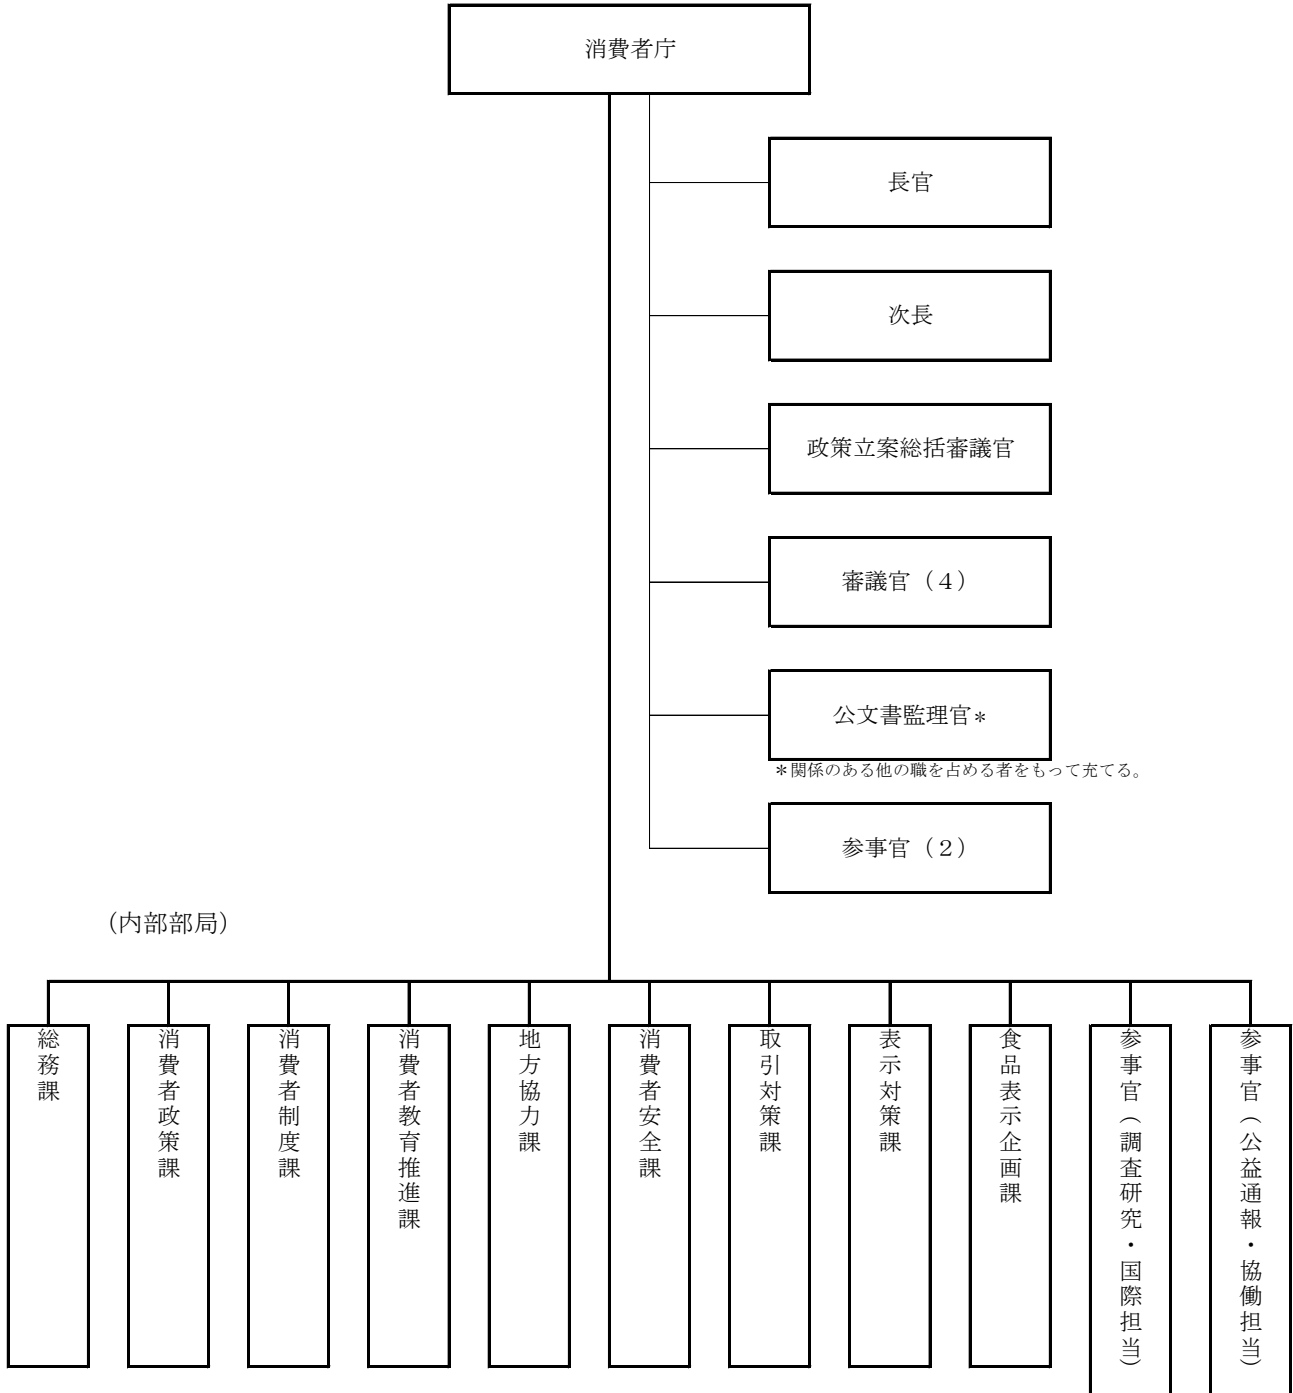 消費者庁
長官
次長
政策立案総括審議官
審議官（４）
公文書監理官＊
＊関係のある他の職を占める者をもって充てる。
参事官（２）
（内部部局）
総務課
消費者政策課
消費者制度課
消費者教育推進課
地方協力課
消費者安全課
取引対策課
表示対策課
食品表示企画課
参事官（調査研究・国際担当）
参事官（公益通報・協働担当）